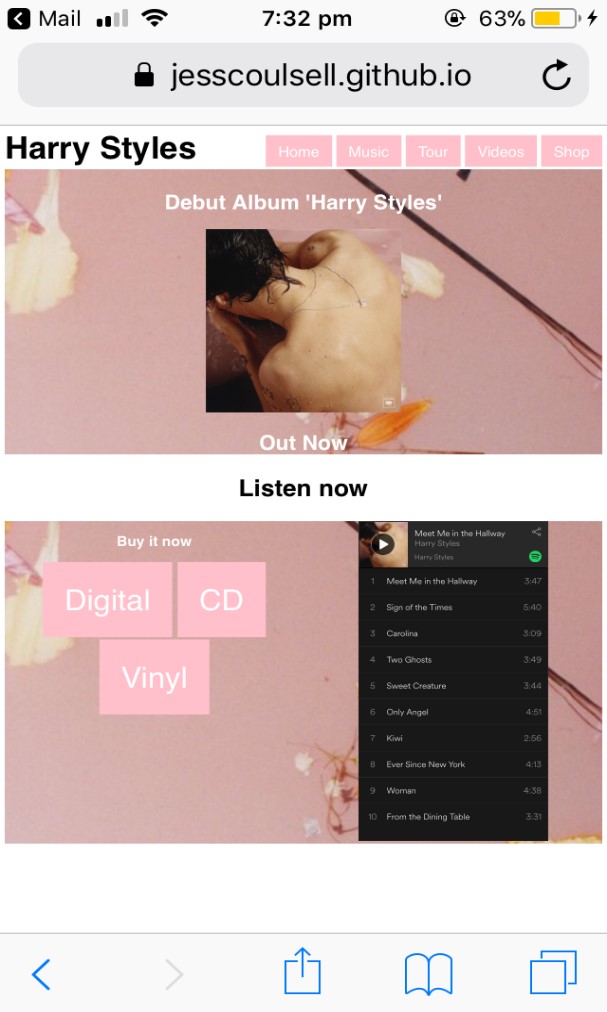 Mail 7:32 pm 63%
jesscoulsell.github.io
Harry Styles Home Music Tour Videos Shop
Debut Album 'Harry Styles'
Out Now
Listen now
Buy it now
Digital CD
Vinyl
Meet Me in the Hallway
Harry Styles
Harry Styles
1 Meet Me in the Hallway 3:47
2 Sign of the Times 5:40
3 Carolina 3:09
4 Two Ghosts 3:49
5 Sweet Creature 3:44
6 Only Angel 4:51
7 Kiwi 2:56
8 Ever Since New York 4:13
9 Woman 4:38
10 From the Dining Table 3:31